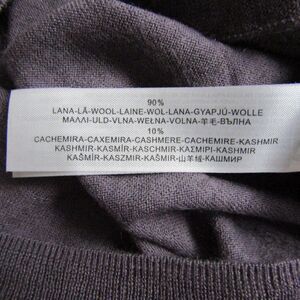 90%
LANA-LÃ-WOOL-LAINE-WOL-LANA-GYAPJÚ-WOLLE
ΜΑΛΛΙ-ULD-VLNA-WEŁNA-VOLNA-羊毛-ВЪЛНА
10%
CACHEMIRA-CAXEMIRA-CASHMERE-CACHEMIRE-KASHMIR
KASHMIR-KASMÍR-KASCHMIR-ΚΑΣΜΙΡΙ-KASHMIR
KAŠMÍR-KASZMIR-KAŠMIR-山羊绒-КАШМИР